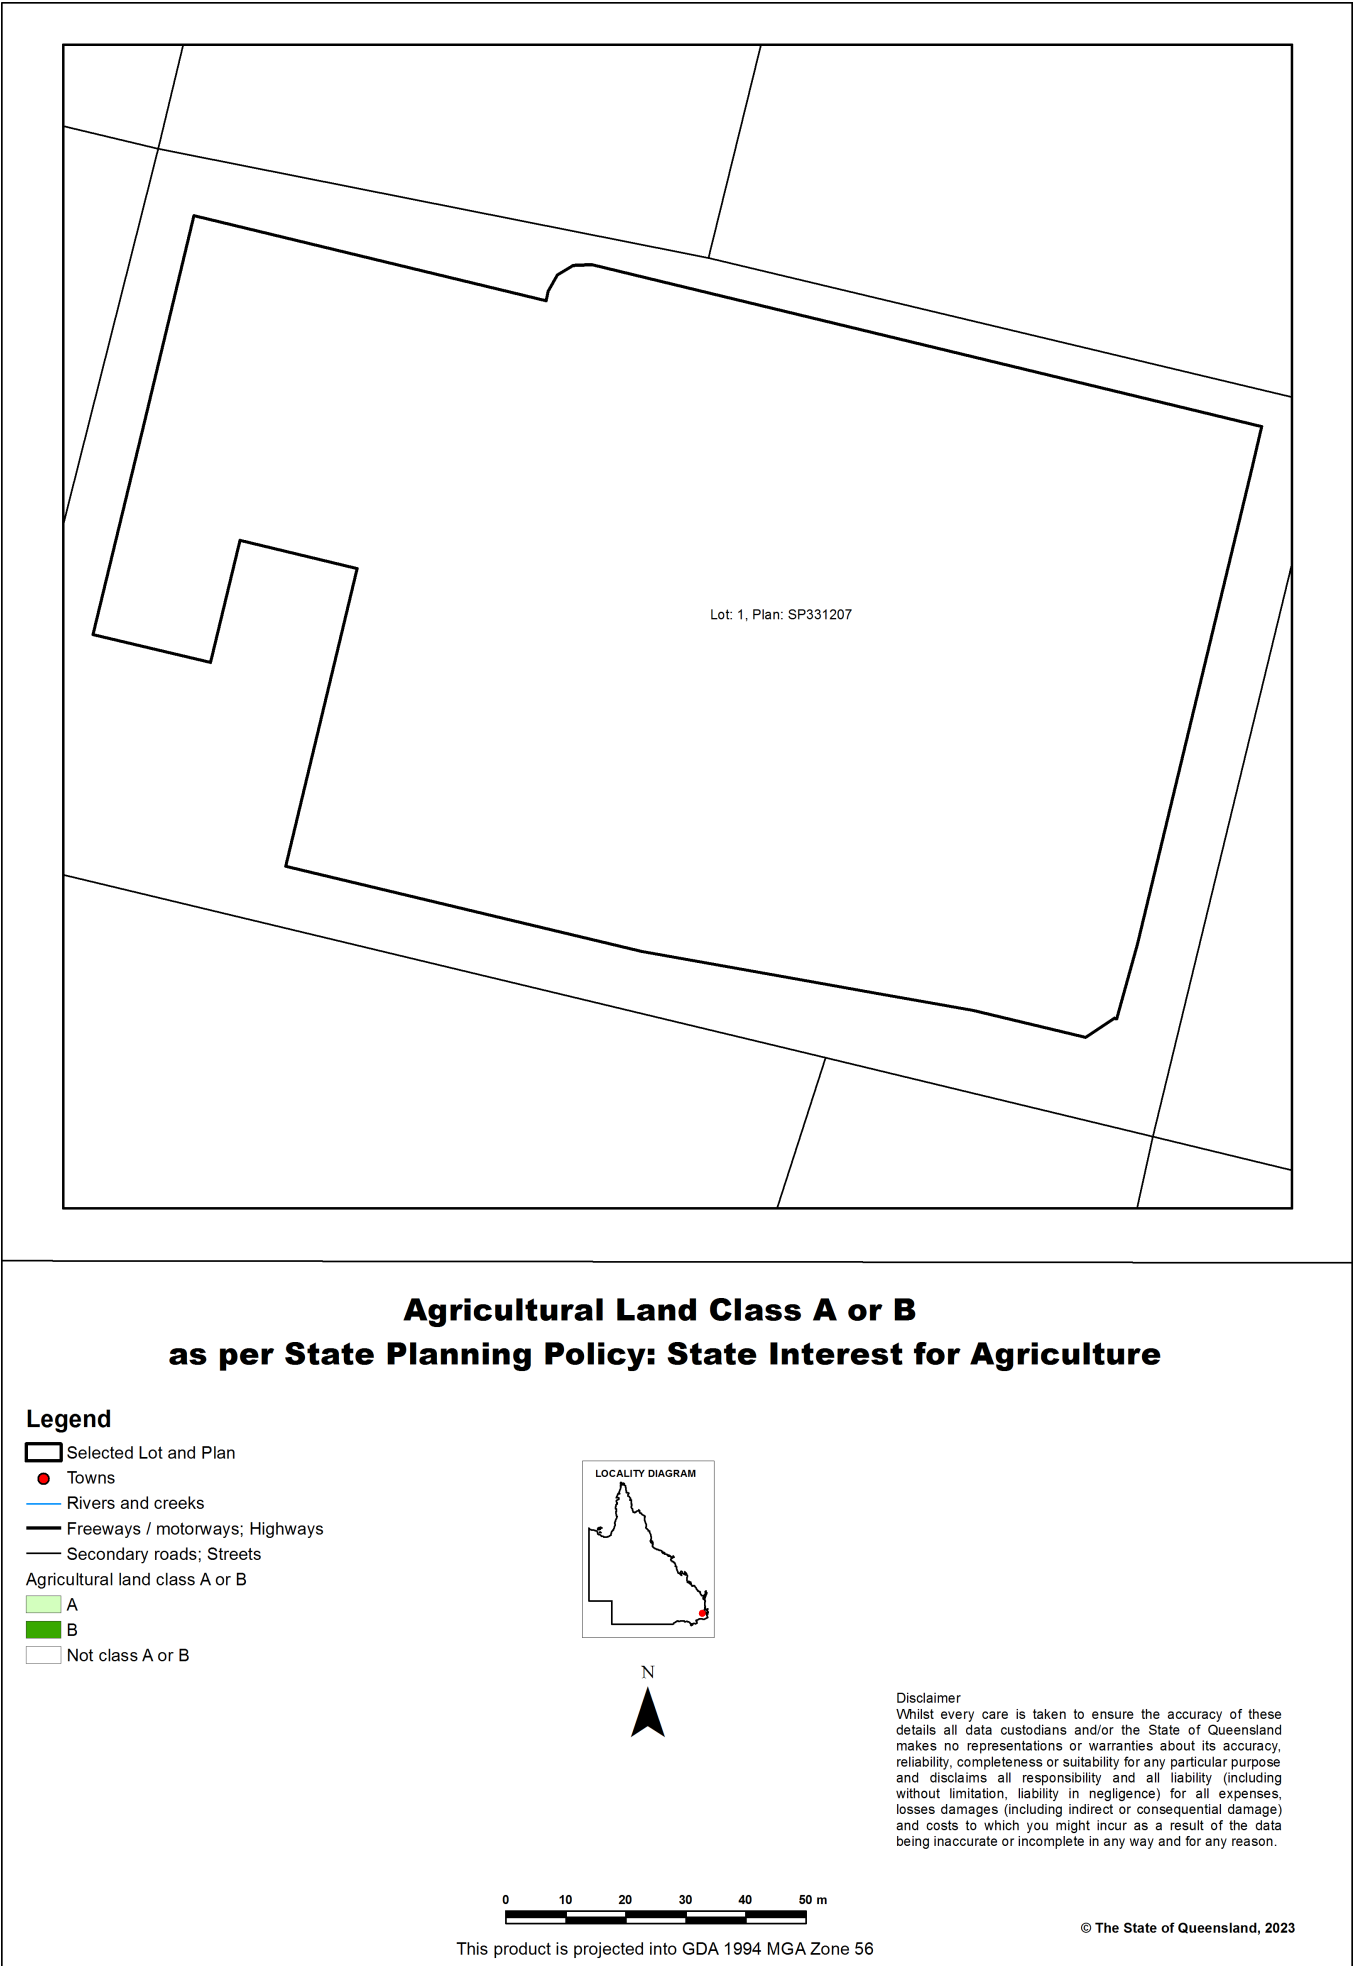 Lot: 1, Plan: SP331207
Agricultural Land Class A or B
as per State Planning Policy: State Interest for Agriculture
Legend
Selected Lot and Plan
Towns
Rivers and creeks
Freeways / motorways; Highways
Secondary roads; Streets
Agricultural land class A or B
A
B
Not class A or B
LOCALITY DIAGRAM
N
Disclaimer
Whilst every care is taken to ensure the accuracy of these
details all data custodians and/or the State of Queensland
makes no representations or warranties about its accuracy,
reliability, completeness or suitability for any particular purpose
and disclaims all responsibility and all liability (including
without limitation, liability in negligence) for all expenses,
losses damages (including indirect or consequential damage)
and costs to which you might incur as a result of the data
being inaccurate or incomplete in any way and for any reason.
0 10 20 30 40 50 m
© The State of Queensland, 2023
This product is projected into GDA 1994 MGA Zone 56